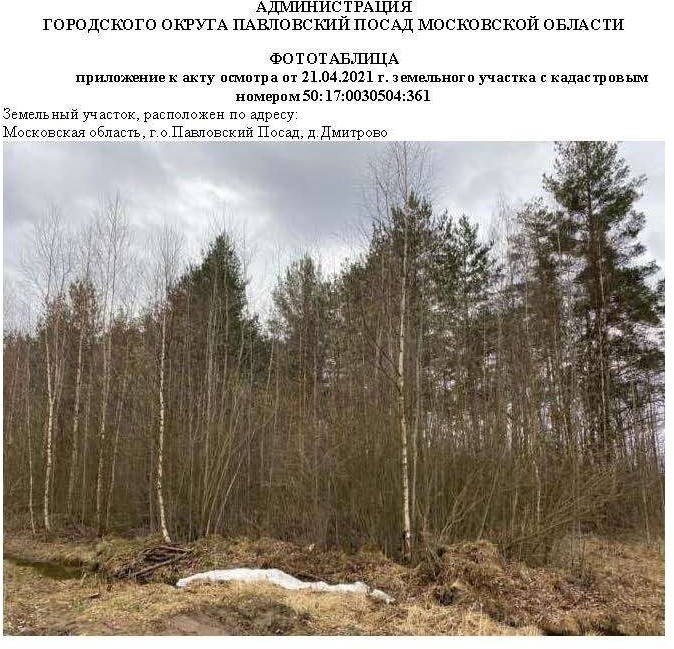 АДМИНИСТРАЦИЯ
ГОРОДСКОГО ОКРУГА ПАВЛОВСКИЙ ПОСАД МОСКОВСКОЙ ОБЛАСТИ
ФОТОТАБЛИЦА
приложение к акту осмотра от 21.04.2021 г. земельного участка с кадастровым
номером 50:17:0030504:361
Земельный участок, расположен по адресу:
Московская область, г.о.Павловский Посад, д.Дмитрово